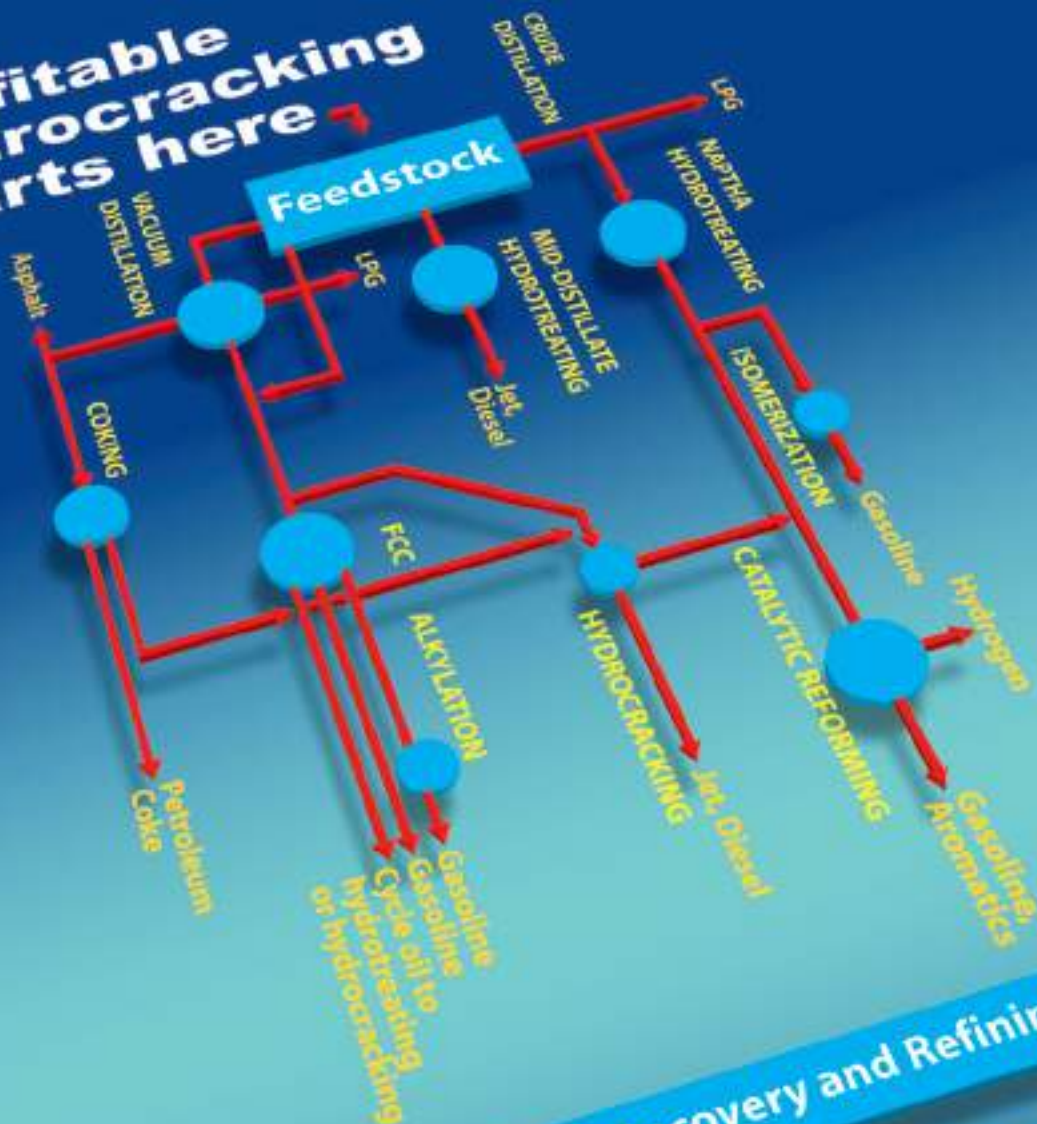 fitable
rocracking
rts here
CRUDE
DISTILLATION
LPG
Feedstock
NAPTHA
HYDROTREATING
VACUUM
DISTILLATION
LPG
MID-DISTILLATE
HYDROTREATING
Asphalt
Jet,
Diesel
ISOMERIZATION
COKING
Gasoline
FCC
CATALYTIC REFORMING
Hydrogen
ALKYLATION
HYDROCRACKING
Petroleum
Coke
Jet, Diesel
Gasoline,
Aromatics
Gasoline
Gasoline
Cycle oil to
hydrotreating
or hydrocracking
covery and Refinin